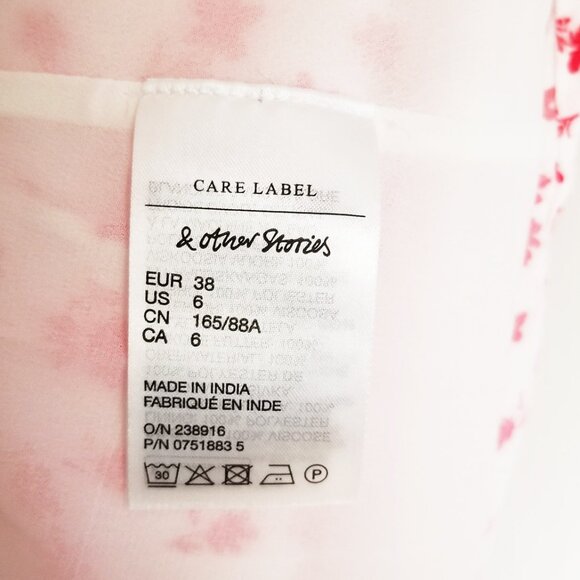 CARE LABEL
& other Stories
EUR 38
US 6
CN 165/88A
CA 6
MADE IN INDIA
FABRIQUÉ EN INDE
O/N 238916
P/N 0751883 5
30
P